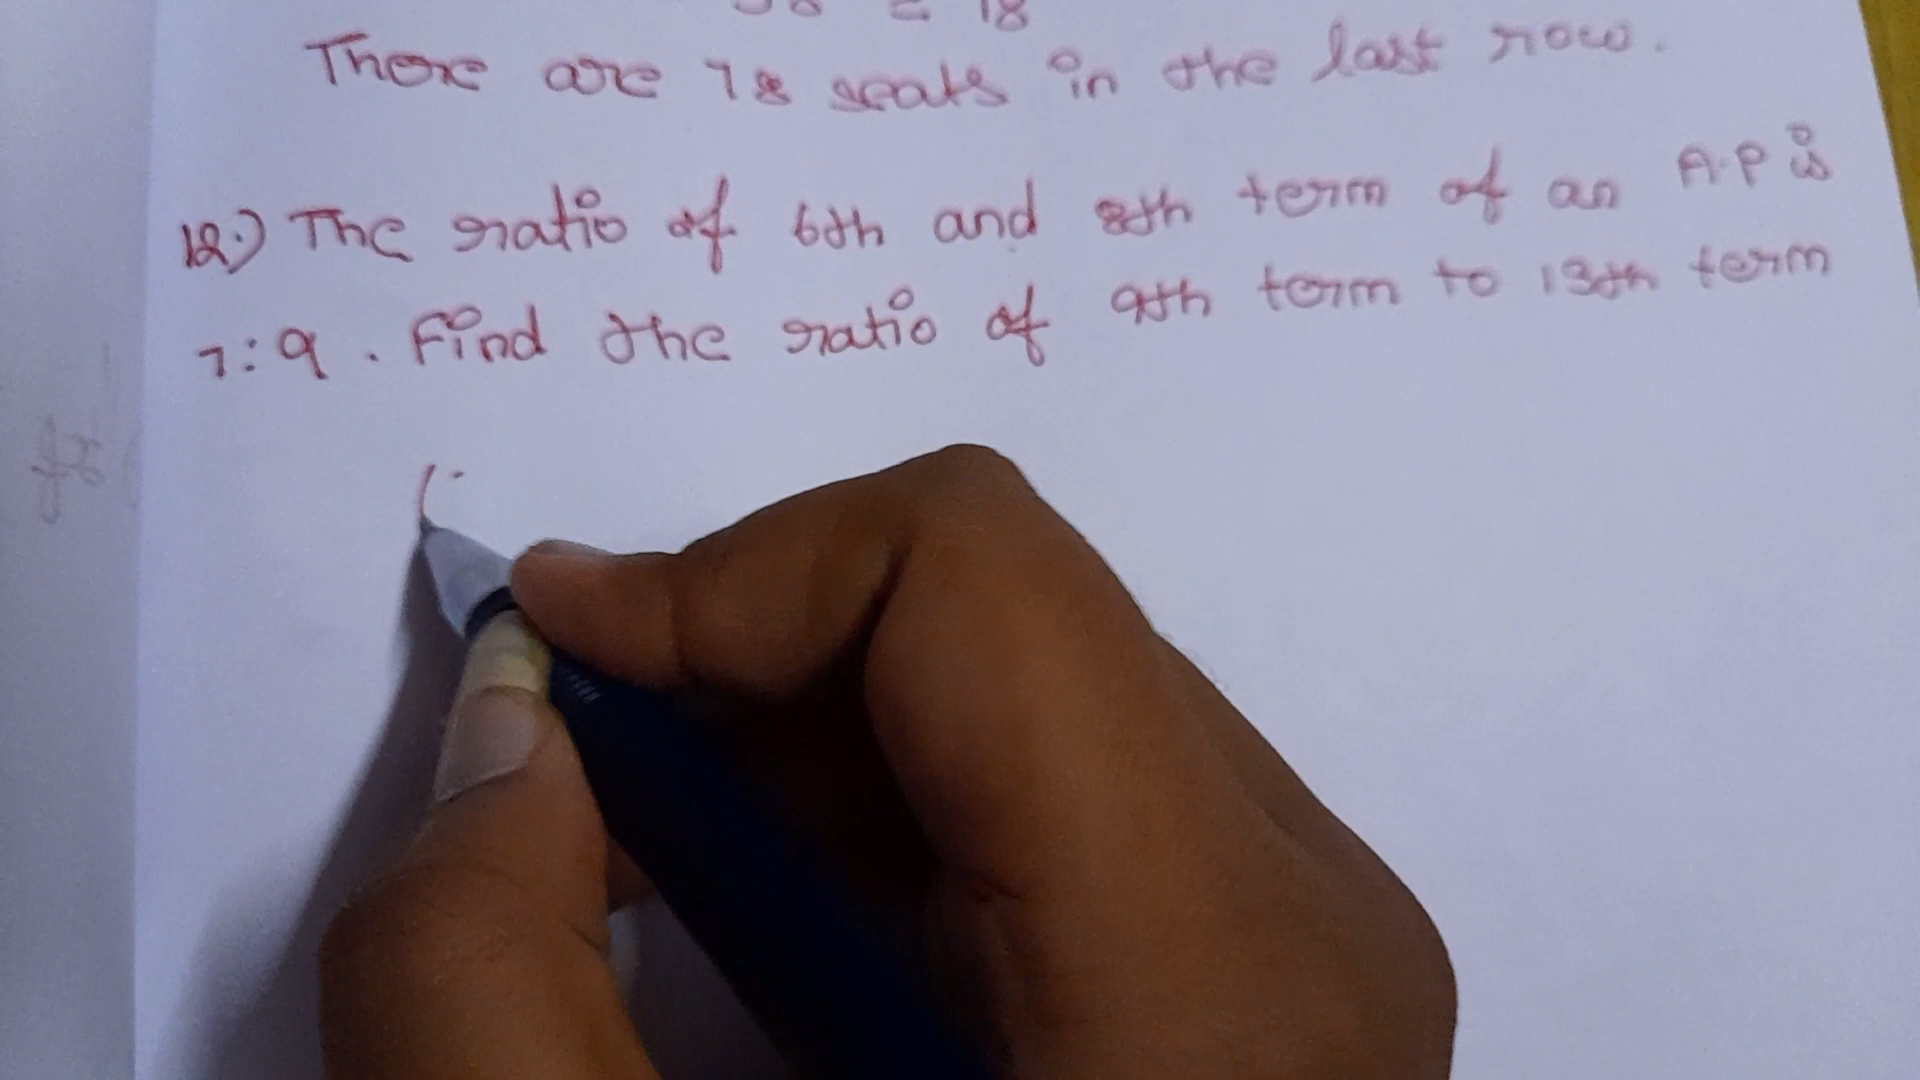 = 18
There are 78 seats in the last row.
12.) The ratio of 6th and 8th term of an A.P is
7:9. Find the ratio of 9th term to 13th term